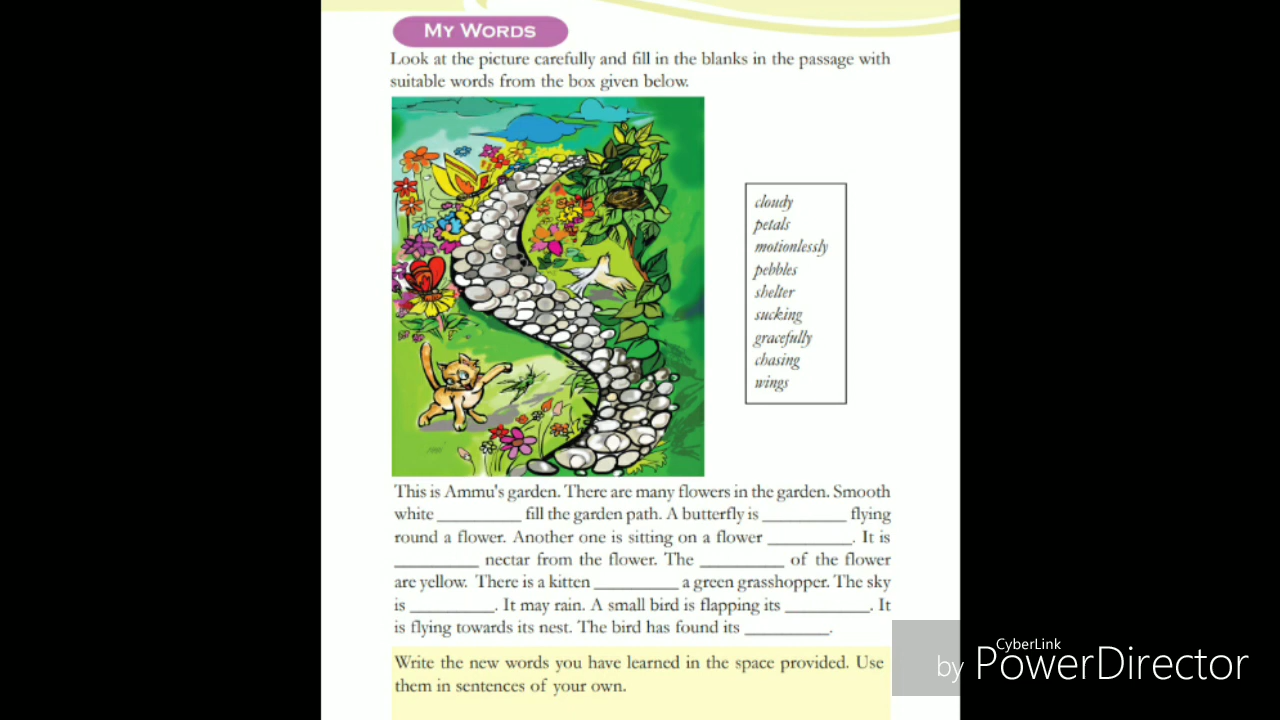 MY WORDS
Look at the picture carefully and fill in the blanks in the passage with
suitable words from the box given below.
cloudy
petals
motionlessly
pebbles
shelter
sucking
gracefully
chasing
wings
This is Ammu's garden. There are many flowers in the garden. Smooth
white __________ fill the garden path. A butterfly is __________ flying
round a flower. Another one is sitting on a flower __________. It is
__________ nectar from the flower. The __________ of the flower
are yellow. There is a kitten __________ a green grasshopper. The sky
is __________. It may rain. A small bird is flapping its __________. It
is flying towards its nest. The bird has found its __________.
Write the new words you have learned in the space provided. Use
them in sentences of your own.
CyberLink
by PowerDirector